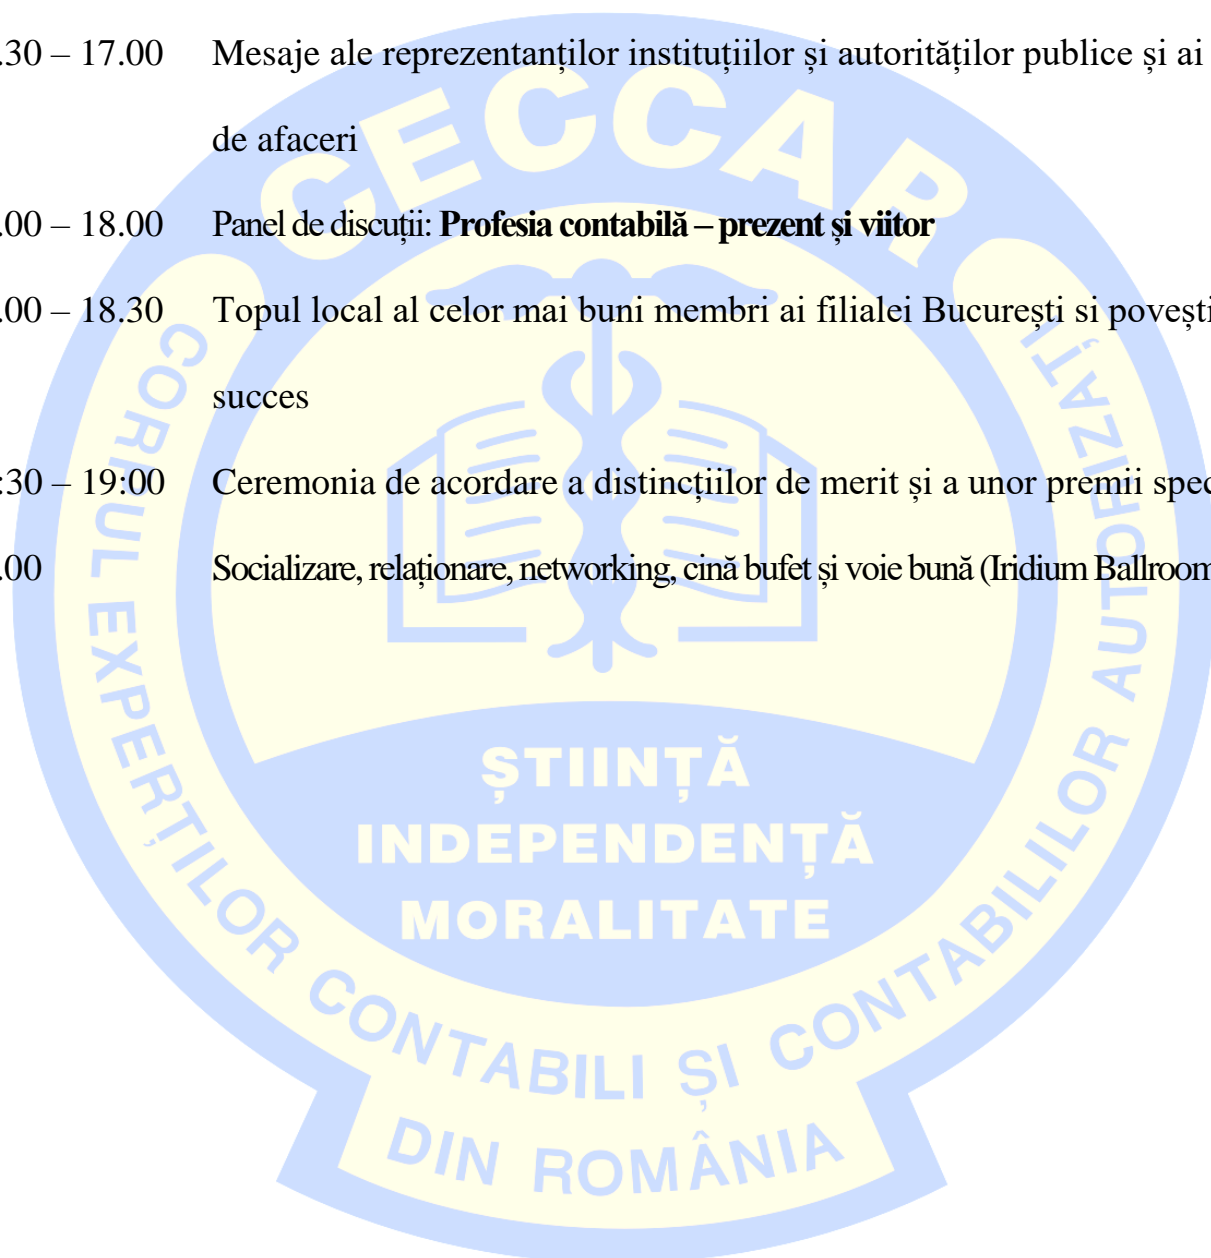 .30 – 17.00 Mesaje ale reprezentanților instituțiilor și autorităților publice și ai
de afaceri
.00 – 18.00 Panel de discuții: Profesia contabilă – prezent și viitor
.00 – 18.30 Topul local al celor mai buni membri ai filialei București si povești
succes
:30 – 19:00 Ceremonia de acordare a distincțiilor de merit și a unor premii spec
.00 Socializare, relaționare, networking, cină bufet și voie bună (Iridium Ballroom
CECCAR
CORPUL EXPERȚILOR CONTABILI ȘI CONTABILILOR AUTORIZAȚI
DIN ROMÂNIA
ȘTIINȚĂ
INDEPENDENȚĂ
MORALITATE